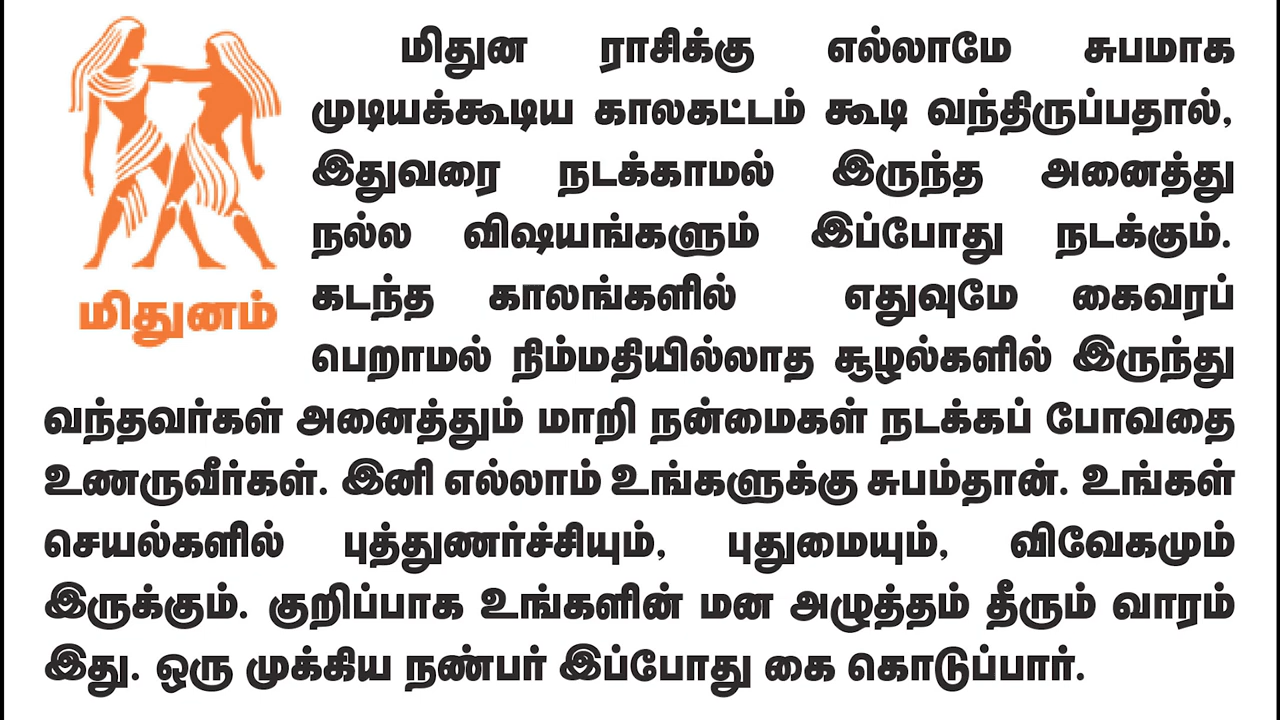 மிதுன ராசிக்கு எல்லாமே சுபமாக
முடியக்கூடிய காலகட்டம் கூடி வந்திருப்பதால்,
இதுவரை நடக்காமல் இருந்த அனைத்து
நல்ல விஷயங்களும் இப்போது நடக்கும்.
கடந்த காலங்களில் எதுவுமே கைவரப்
பெறாமல் நிம்மதியில்லாத சூழல்களில் இருந்து
மிதுனம்
வந்தவர்கள் அனைத்தும் மாறி நன்மைகள் நடக்கப் போவதை
உணருவீர்கள். இனி எல்லாம் உங்களுக்கு சுபம்தான். உங்கள்
செயல்களில் புத்துணர்ச்சியும், புதுமையும், விவேகமும்
இருக்கும். குறிப்பாக உங்களின் மன அழுத்தம் தீரும் வாரம்
இது. ஒரு முக்கிய நண்பர் இப்போது கை கொடுப்பார்.